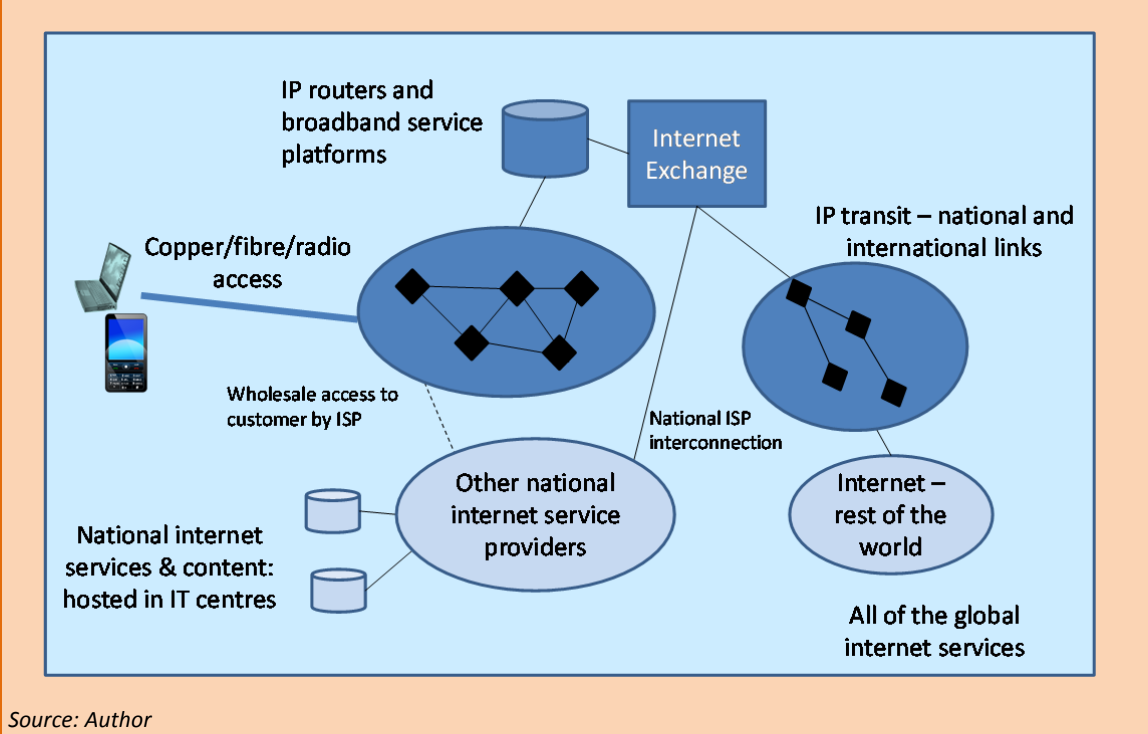 IP routers and
broadband service
platforms
Internet
Exchange
IP transit – national and
international links
Copper/fibre/radio
access
Wholesale access to
customer by ISP
National ISP
interconnection
Other national
internet service
providers
Internet –
rest of the
world
National internet
services & content:
hosted in IT centres
All of the global
internet services
Source: Author